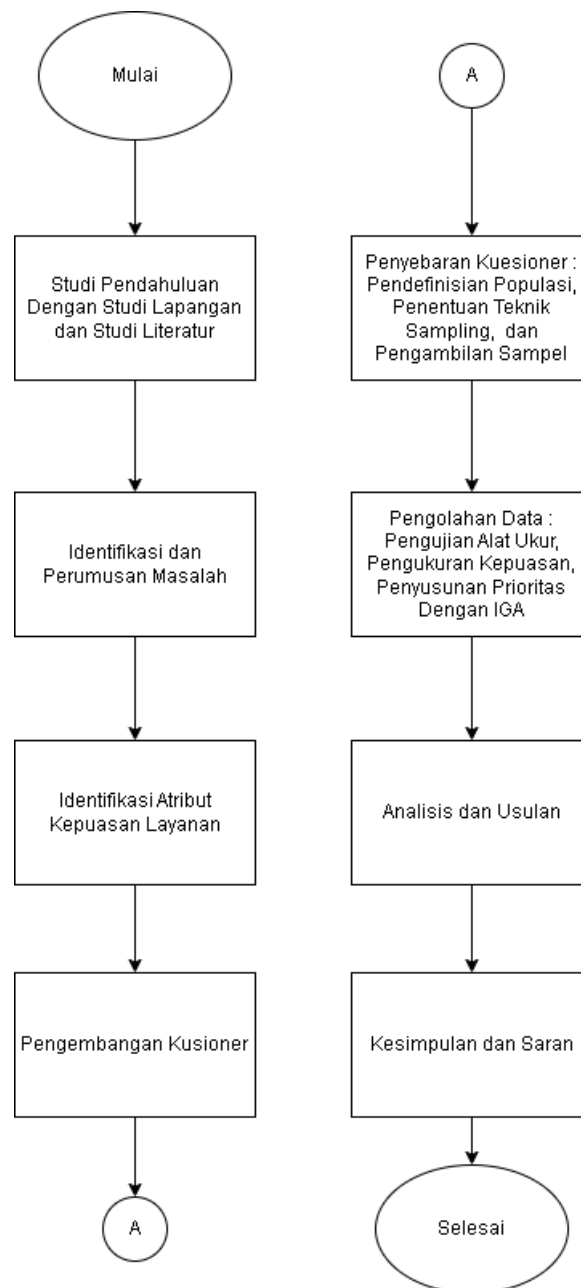 Mulai
Studi Pendahuluan
Dengan Studi Lapangan
dan Studi Literatur
Identifikasi dan
Perumusan Masalah
Identifikasi Atribut
Kepuasan Layanan
Pengembangan Kusioner
A
A
Penyebaran Kuesioner :
Pendefinisian Populasi,
Penentuan Teknik
Sampling, dan
Pengambilan Sampel
Pengolahan Data :
Pengujian Alat Ukur,
Pengukuran Kepuasan,
Penyusunan Prioritas
Dengan IGA
Analisis dan Usulan
Kesimpulan dan Saran
Selesai